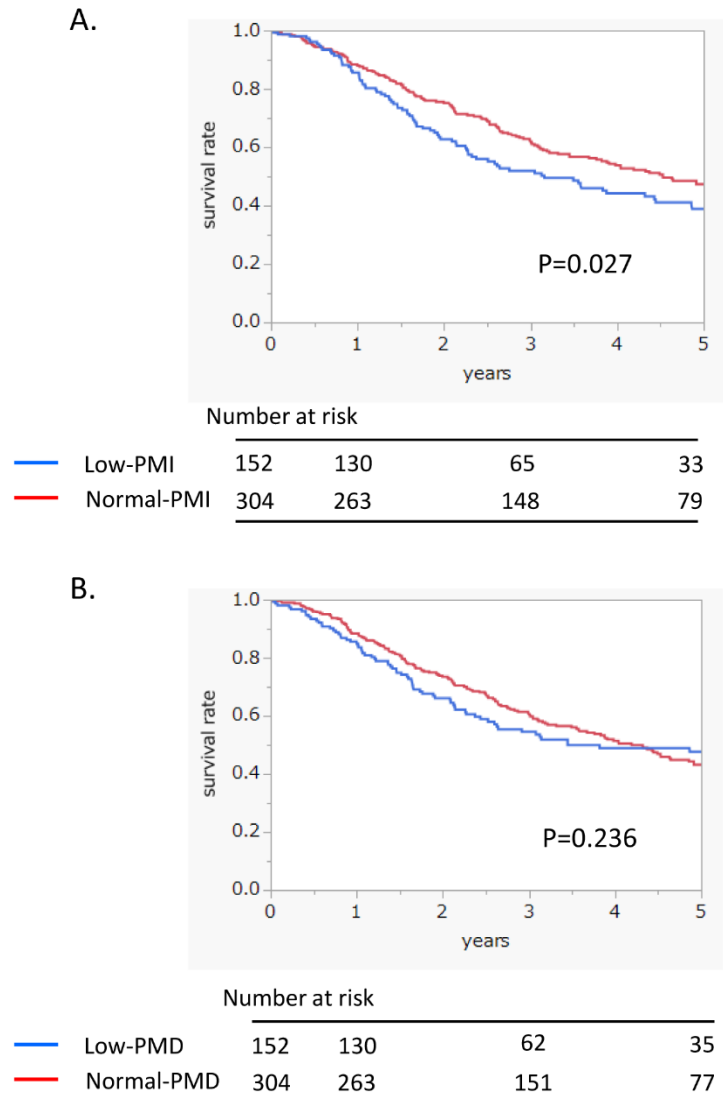 A.
1.0
0.8
0.6
0.4
0.2
0.0
survival rate
P=0.027
0 1 2 3 4 5
years
Number at risk
Low-PMI 152 130 65 33
Normal-PMI 304 263 148 79
B.
1.0
0.8
0.6
0.4
0.2
0.0
survival rate
P=0.236
0 1 2 3 4 5
years
Number at risk
Low-PMD 152 130 62 35
Normal-PMD 304 263 151 77